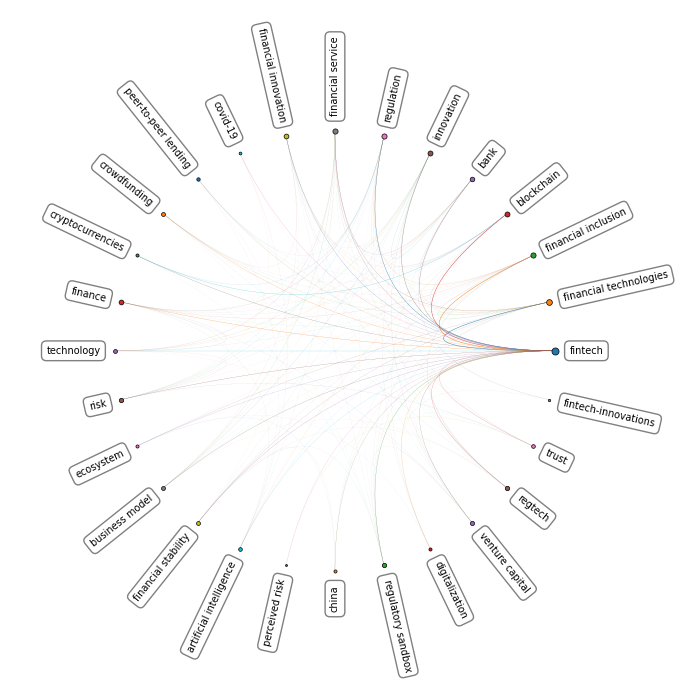 financial innovation
financial service
regulation
innovation
bank
blockchain
financial inclusion
financial technologies
fintech
fintech-innovations
trust
regtech
venture capital
digitalization
regulatory sandbox
china
perceived risk
artificial intelligence
financial stability
business model
ecosystem
risk
technology
finance
cryptocurrencies
crowdfunding
peer-to-peer lending
covid-19